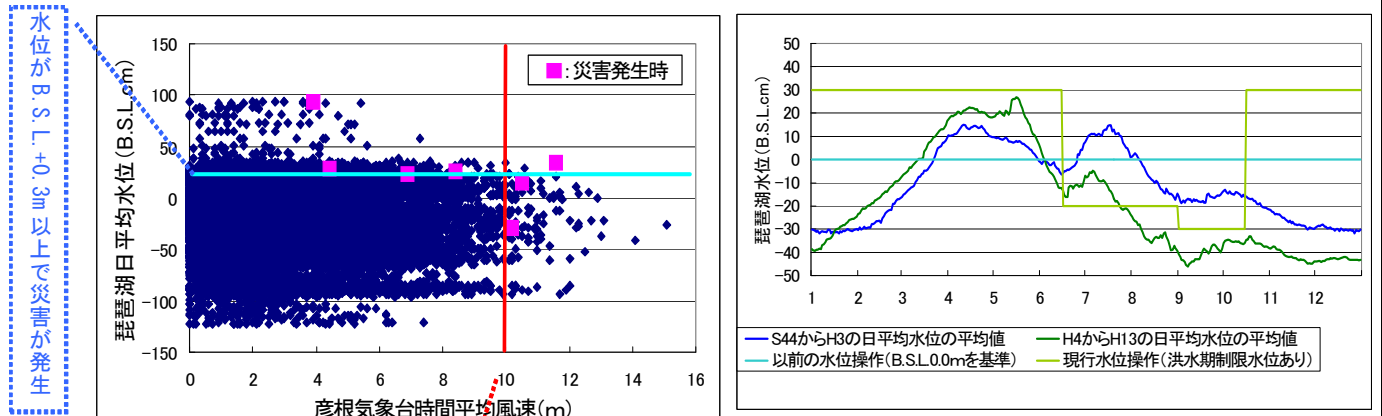 水位がB.S.L.+0.3m以上で災害が発生
琵琶湖日平均水位(B.S.L.cm)
150
100
50
0
-50
-100
-150
■:災害発生時
0 2 4 6 8 10 12 14 16
彦根気象台時間平均風速(m)
琵琶湖水位(B.S.L.cm)
50
40
30
20
10
0
-10
-20
-30
-40
-50
1 2 3 4 5 6 7 8 9 10 11 12
S44からH3の日平均水位の平均値 H4からH13の日平均水位の平均値
以前の水位操作(B.S.L0.0mを基準) 現行水位操作(洪水期制限水位あり)